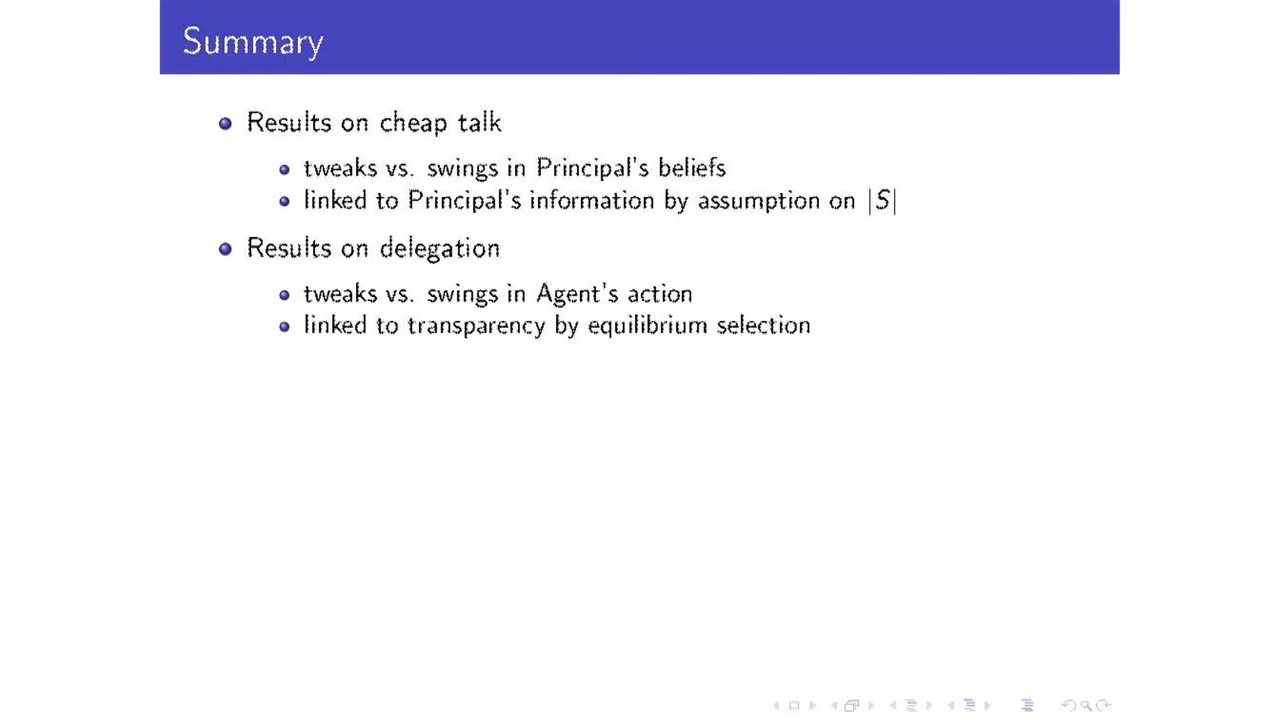 Summary
Results on cheap talk
tweaks vs. swings in Principal's beliefs
linked to Principal's information by assumption on |S|
Results on delegation
tweaks vs. swings in Agent's action
linked to transparency by equilibrium selection